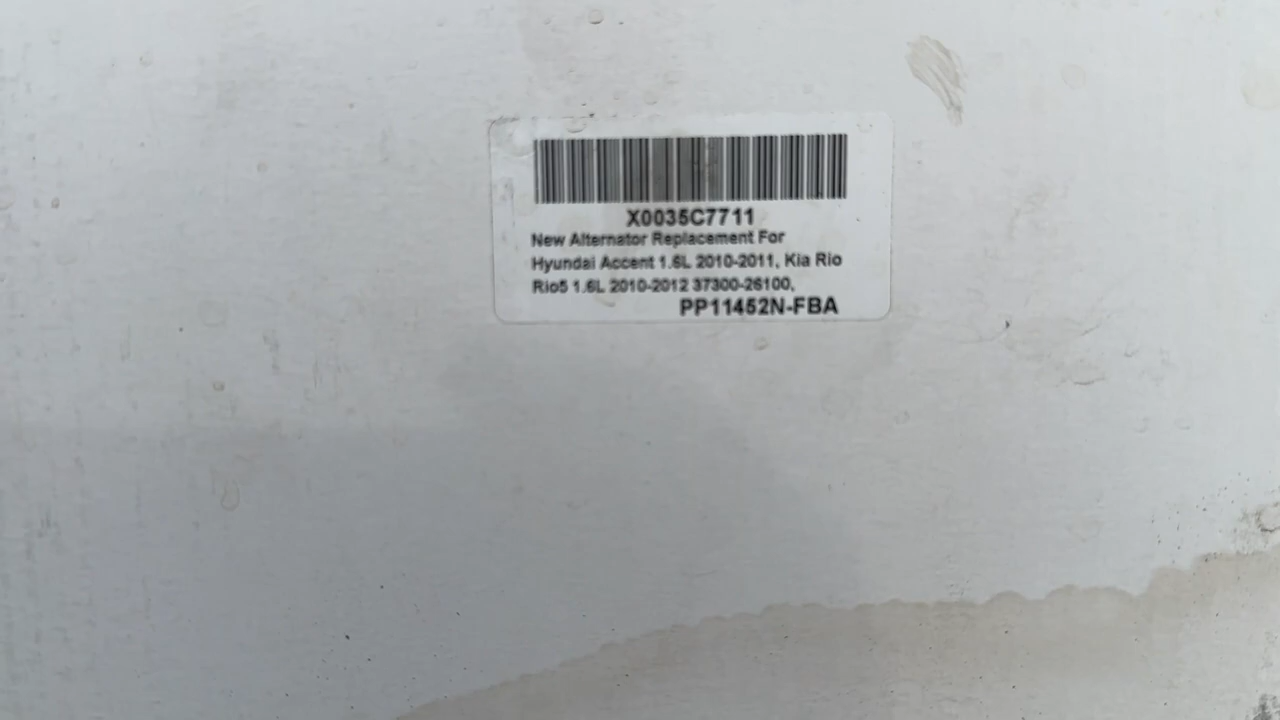 X0035C7711
New Alternator Replacement For
Hyundai Accent 1.6L 2010-2011, Kia Rio
Rio5 1.6L 2010-2012 37300-26100,
PP11452N-FBA